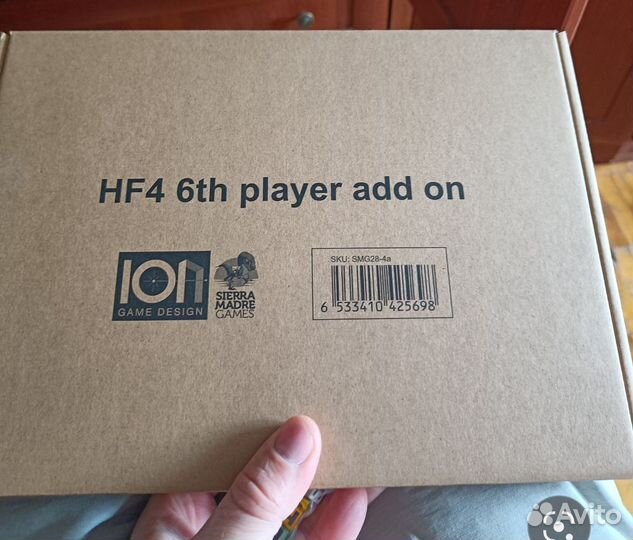 HF4 6th player add on
ION
GAME DESIGN
SIERRA
MADRE
GAMES
SKU: SMG28-4a
6 533410 425698
Avito